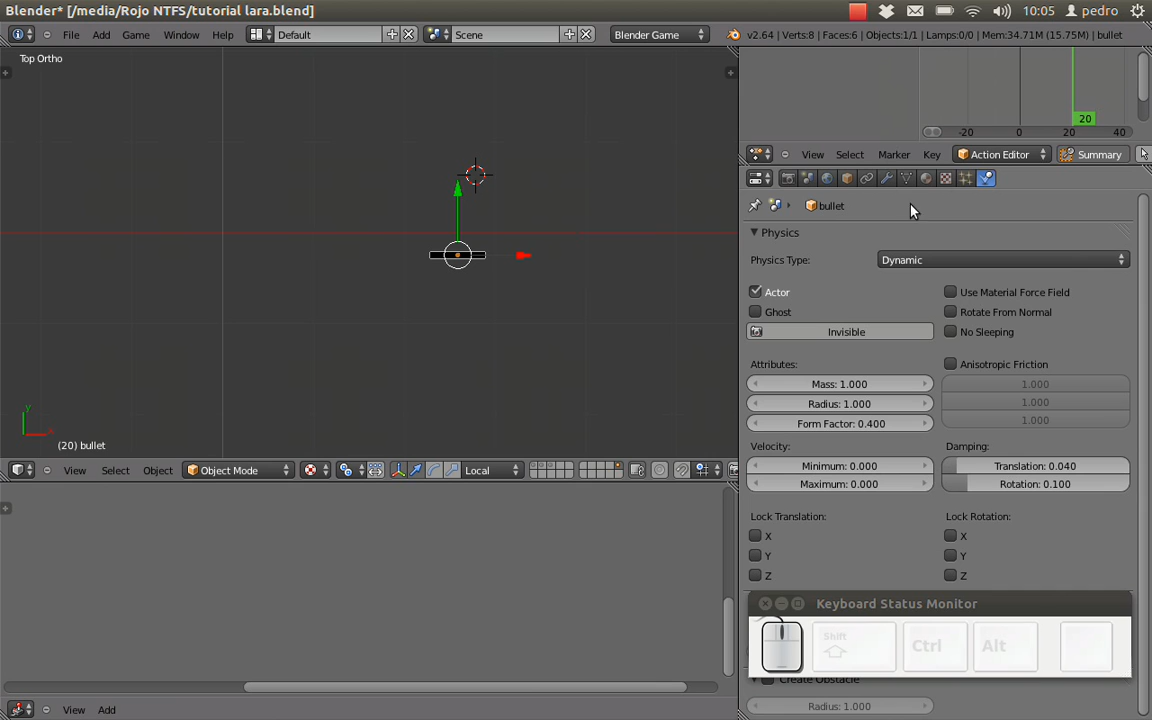 Blender* [/media/Rojo NTFS/tutorial lara.blend]
10:05 pedro
File Add Game Window Help Default Scene Blender Game v2.64 | Verts:8 | Faces:6 | Objects:1/1 | Lamps:0/0 | Mem:34.71M (15.75M) | bullet
Top Ortho
20
-20 0 20 40
View Select Marker Key Action Editor Summary
bullet
Physics
Physics Type: Dynamic
Actor Use Material Force Field
Ghost Rotate From Normal
Invisible No Sleeping
Attributes: Anisotropic Friction
Mass: 1.000 1.000
Radius: 1.000 1.000
Form Factor: 0.400 1.000
Velocity: Damping:
Minimum: 0.000 Translation: 0.040
Maximum: 0.000 Rotation: 0.100
Lock Translation: Lock Rotation:
X X
Y Y
Z Z
Y
X
(20) bullet
View Select Object Object Mode Local
Keyboard Status Monitor
Shift Ctrl Alt
Create Obstacle
Radius: 1.000
View Add